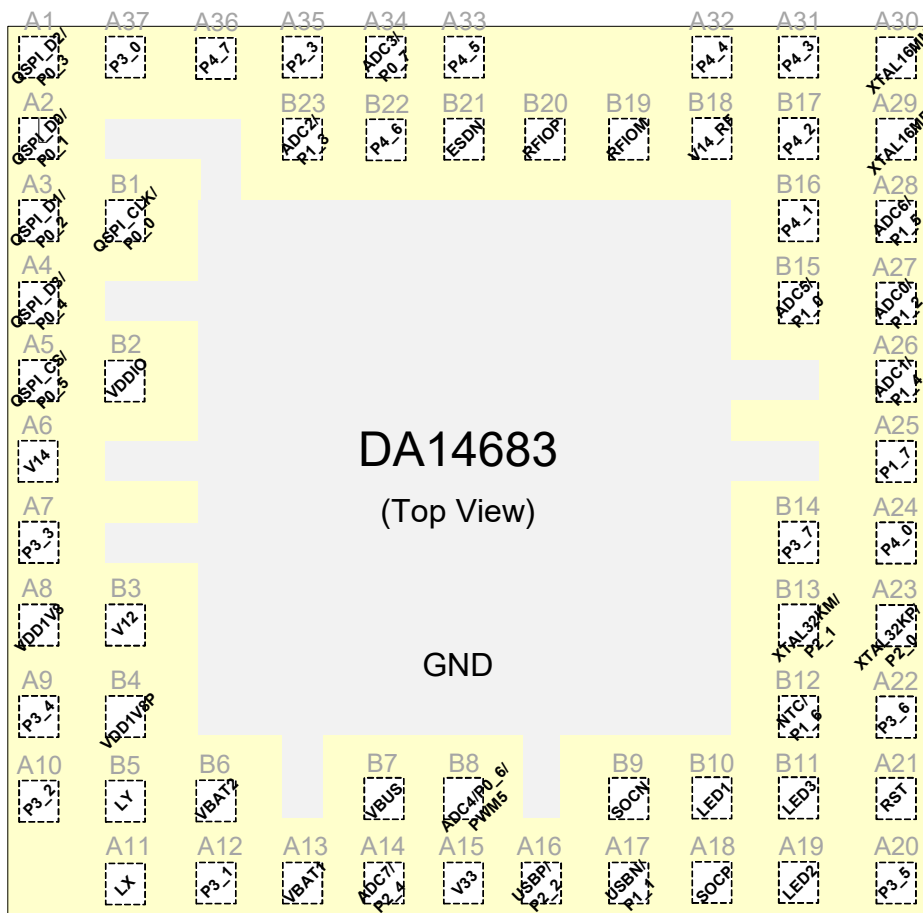 A1 A37 A36 A35 A34 A33 A32 A31 A30
QSPI_D2/
P0_3
P3_0
P4_7
P2_3
ADC3/
P0_7
P4_5
P4_4
P4_3
A2 B23 B22 B21 B20 B19 B18 B17 A29
QSPI_D0/
P0_1
ADC2/
P1_3
P4_6
ESDN
RFIOP
RFIOM
V14_RF
P4_2
A3 B1 B16 A28
QSPI_D1/
P0_2
QSPI_CLK/
P0_0
P4_1
ADC6/
P1_5
A4 B15 A27
QSPI_D3/
P0_4
ADC5/
P1_0
ADC0/
P1_2
A5 B2 A26
QSPI_CS/
P0_5
VDDIO
ADC1/
P1_4
A6 A25
V14
P1_7
DA14683
(Top View)
A7 B14 A24
P3_3
P3_7
P4_0
A8 B3 B13 A23
VDD1V8
V12
XTAL32KM/
P2_1
XTAL32KP/
P2_0
GND
A9 B4 B12 A22
P3_4
VDD1V8P
NTC/
P1_6
P3_6
A10 B5 B6 B7 B8 B9 B10 B11 A21
P3_2
LY
VBAT2
VBUS
ADC4/P0_6/
PWM5
SOCN
LED1
LED3
RST
A11 A12 A13 A14 A15 A16 A17 A18 A19 A20
LX
P3_1
VBAT1
ADC7/
P2_4
V33
USBP/
P2_2
USBN/
P1_1
SOCP
LED2
P3_5